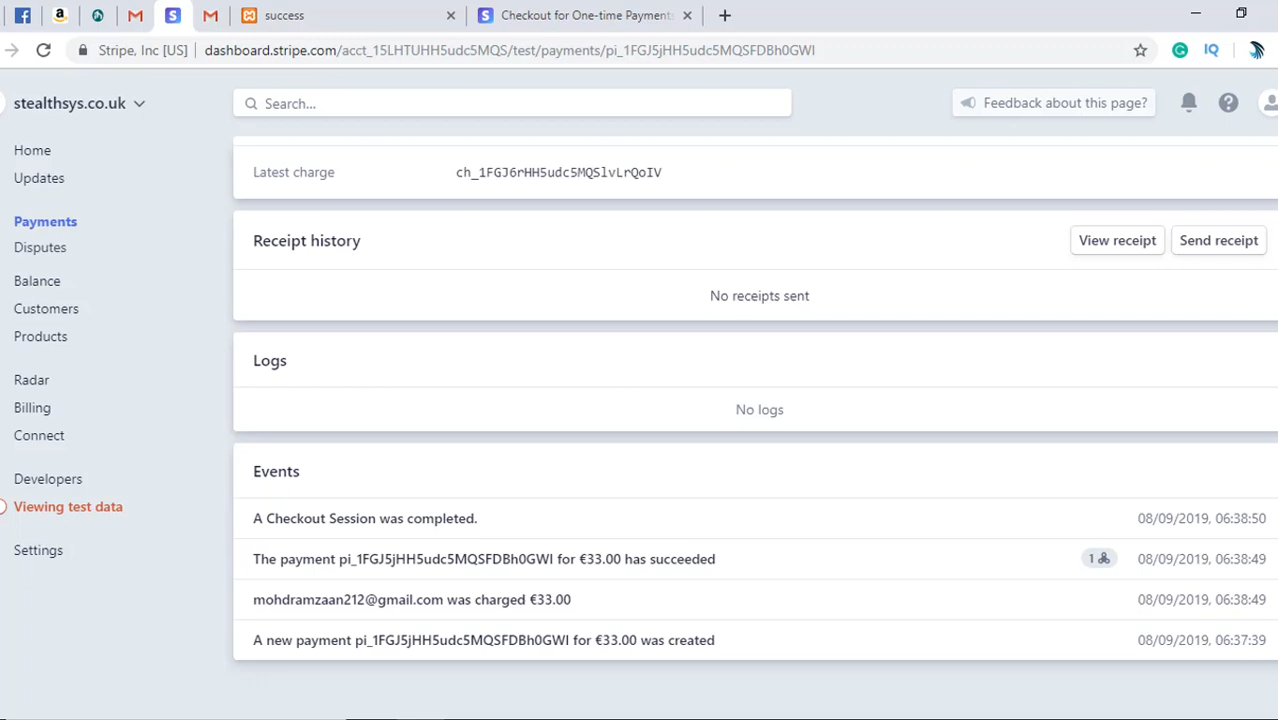 success
Checkout for One-time Payments
Stripe, Inc [US]
dashboard.stripe.com/acct_15LHTUHH5udc5MQS/test/payments/pi_1FGJ5jHH5udc5MQSFDBh0GWI
IQ
stealthsys.co.uk
Search...
Feedback about this page?
Home
Updates
Payments
Disputes
Balance
Customers
Products
Radar
Billing
Connect
Developers
Viewing test data
Settings
Latest charge
ch_1FGJ6rHH5udc5MQSlvLrQoIV
Receipt history
View receipt
Send receipt
No receipts sent
Logs
No logs
Events
A Checkout Session was completed.
08/09/2019, 06:38:50
The payment pi_1FGJ5jHH5udc5MQSFDBh0GWI for €33.00 has succeeded
1
08/09/2019, 06:38:49
mohdramzaan212@gmail.com was charged €33.00
08/09/2019, 06:38:49
A new payment pi_1FGJ5jHH5udc5MQSFDBh0GWI for €33.00 was created
08/09/2019, 06:37:39